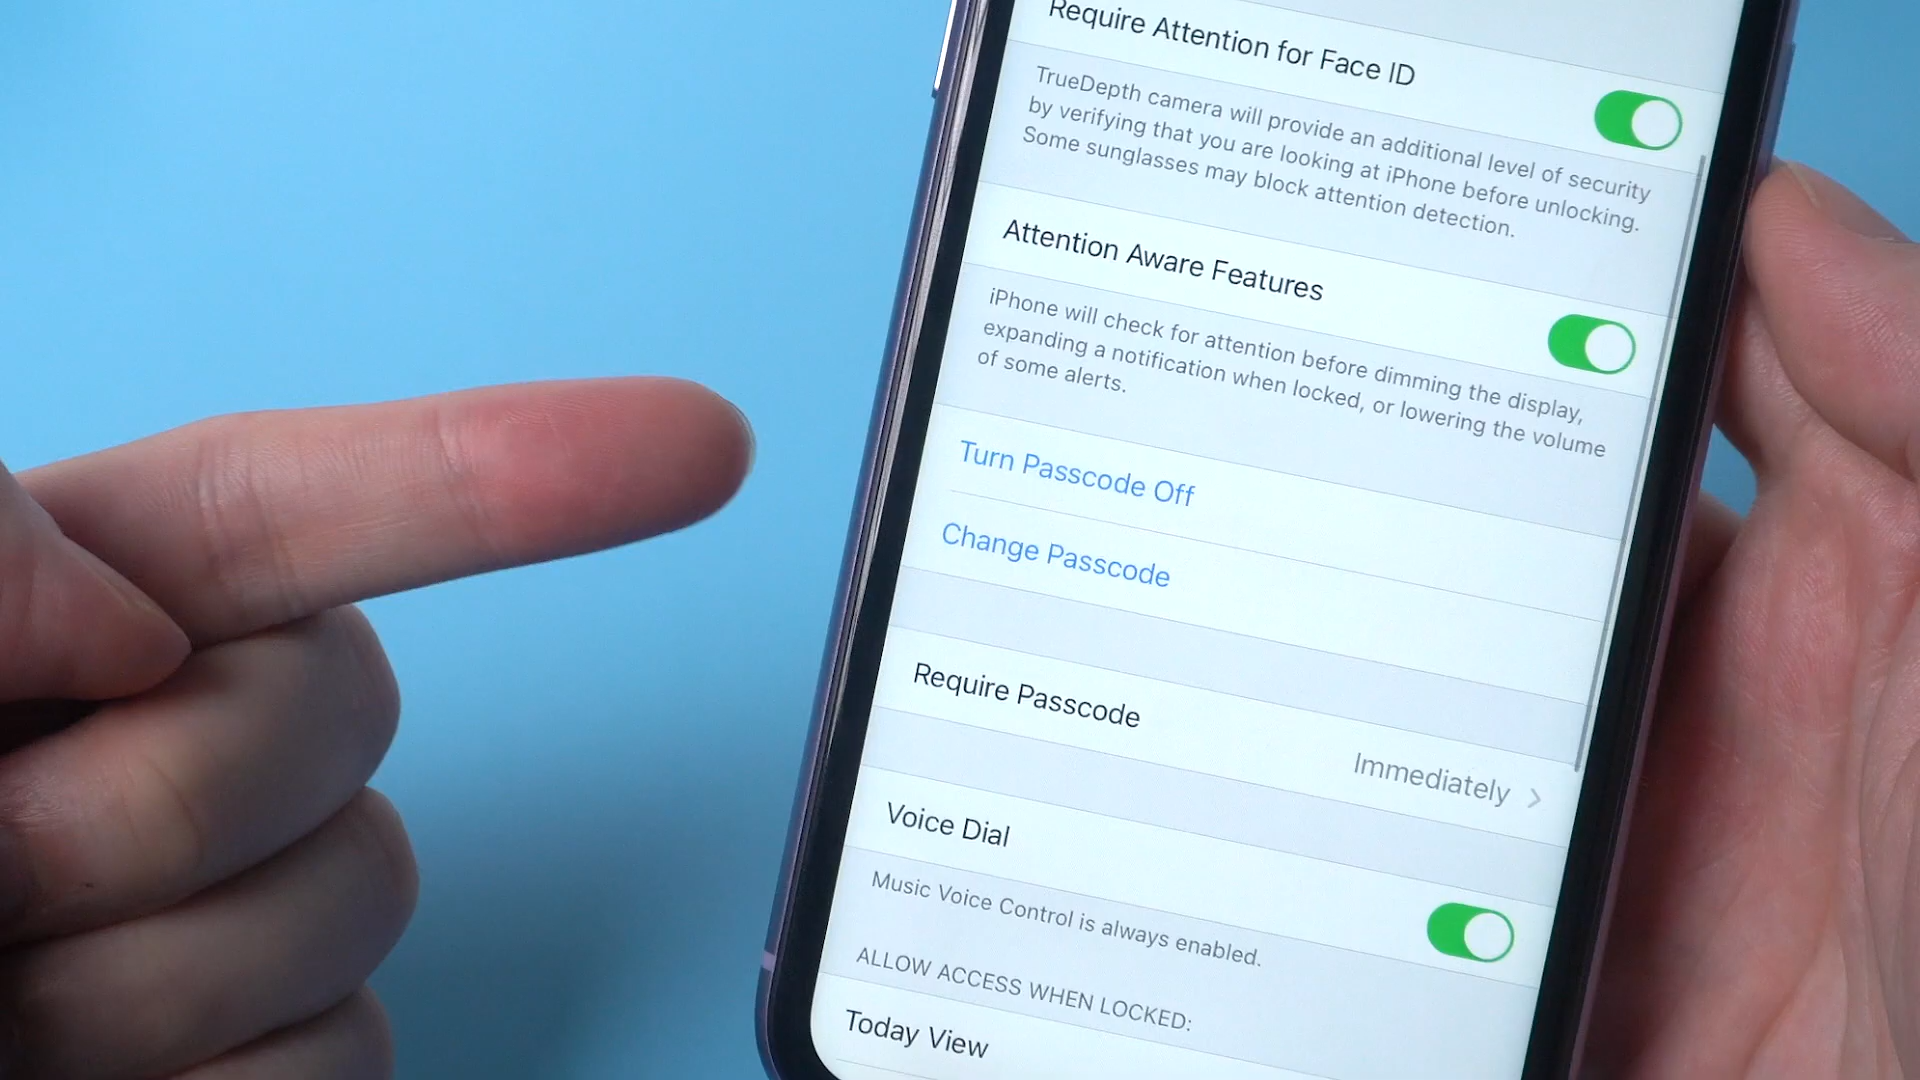 Require Attention for Face ID
TrueDepth camera will provide an additional level of security
by verifying that you are looking at iPhone before unlocking.
Some sunglasses may block attention detection.
Attention Aware Features
iPhone will check for attention before dimming the display,
expanding a notification when locked, or lowering the volume
of some alerts.
Turn Passcode Off
Change Passcode
Require Passcode
Immediately
Voice Dial
Music Voice Control is always enabled.
ALLOW ACCESS WHEN LOCKED:
Today View